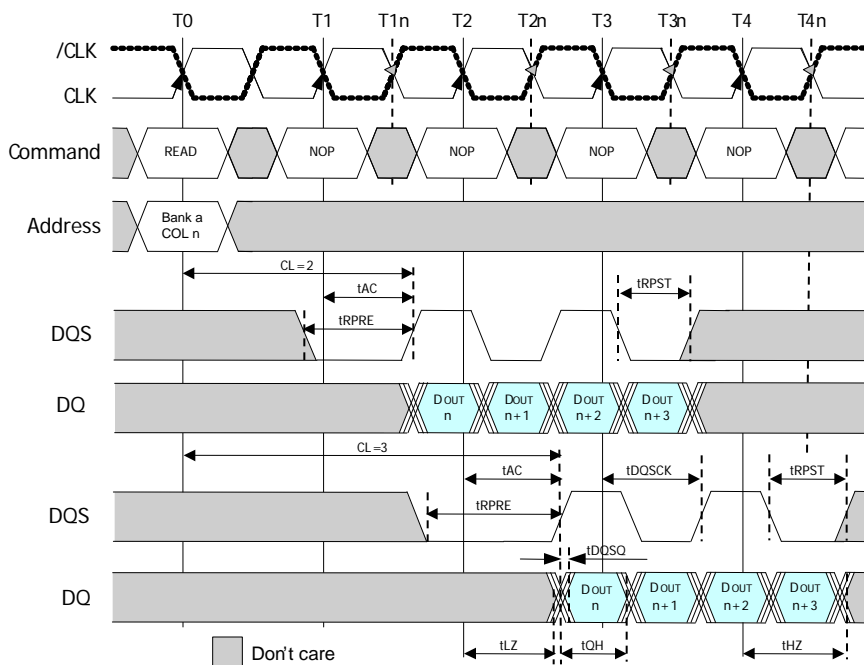 T0 T1 T1n T2 T2n T3 T3n T4 T4n
/CLK
CLK
Command READ NOP NOP NOP NOP
Address Bank a
COL n
CL=2
tAC
tRPRE
tRPST
DQS
DQ DOUT n DOUT n+1 DOUT n+2 DOUT n+3
CL=3
tAC tDQSCK tRPST
tRPRE
DQS
tDQSQ
DQ DOUT n DOUT n+1 DOUT n+2 DOUT n+3
tLZ tQH tHZ
Don't care